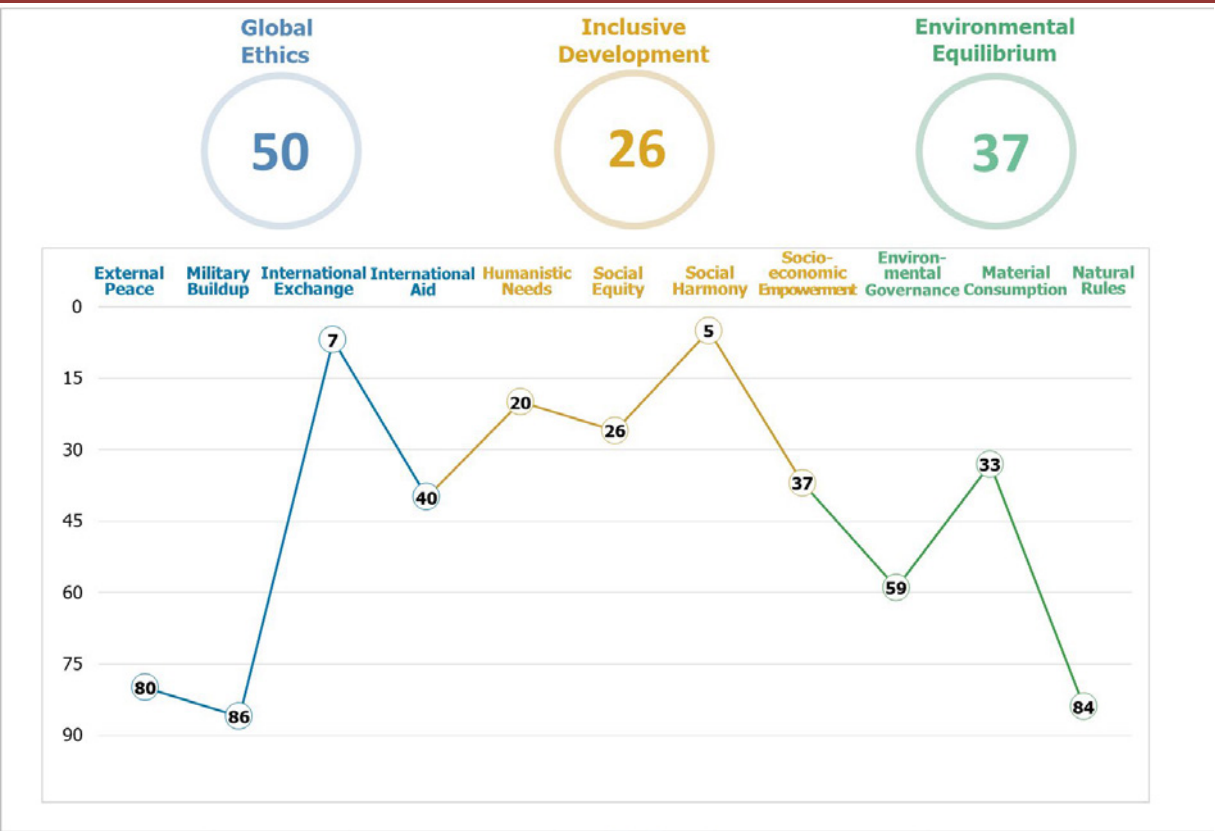 Global
Ethics
50
Inclusive
Development
26
Environmental
Equilibrium
37
External
Peace
Military
Buildup
International
Exchange
International
Aid
Humanistic
Needs
Social
Equity
Social
Harmony
Socio-
economic
Empowerment
Environ-
mental
Governance
Material
Consumption
Natural
Rules
0
15
30
45
60
75
90
80
86
7
40
20
26
5
37
59
33
84